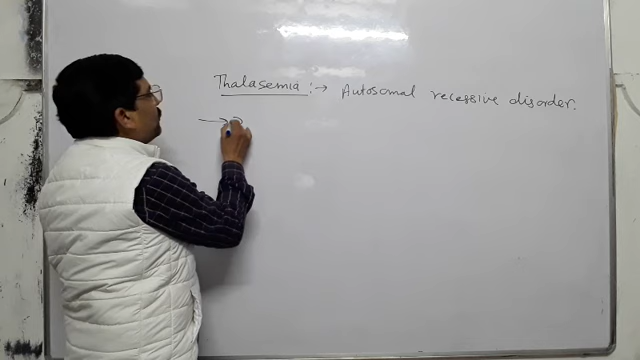 Thalasemia :→ Autosomal recessive disorder.
→